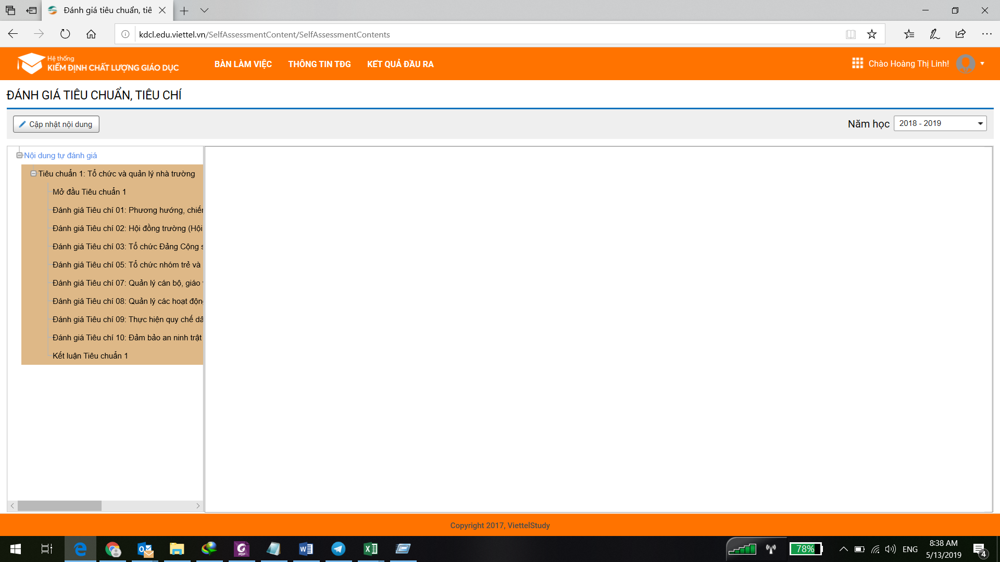 Đánh giá tiêu chuẩn, tiê
kdcl.edu.viettel.vn/SelfAssessmentContent/SelfAssessmentContents
Hệ thống
KIỂM ĐỊNH CHẤT LƯỢNG GIÁO DỤC
BÀN LÀM VIỆC THÔNG TIN TĐG KẾT QUẢ ĐẦU RA
Chào Hoàng Thị Linh!
ĐÁNH GIÁ TIÊU CHUẨN, TIÊU CHÍ
Cập nhật nội dung
Năm học 2018 - 2019
Nội dung tự đánh giá
Tiêu chuẩn 1: Tổ chức và quản lý nhà trường
Mở đầu Tiêu chuẩn 1
Đánh giá Tiêu chí 01: Phương hướng, chiến
Đánh giá Tiêu chí 02: Hội đồng trường (Hội
Đánh giá Tiêu chí 03: Tổ chức Đảng Cộng s
Đánh giá Tiêu chí 05: Tổ chức nhóm trẻ và
Đánh giá Tiêu chí 07: Quản lý cán bộ, giáo
Đánh giá Tiêu chí 08: Quản lý các hoạt động
Đánh giá Tiêu chí 09: Thực hiện quy chế dâ
Đánh giá Tiêu chí 10: Đảm bảo an ninh trật
Kết luận Tiêu chuẩn 1
Copyright 2017, ViettelStudy
78%
ENG
8:38 AM
5/13/2019
4